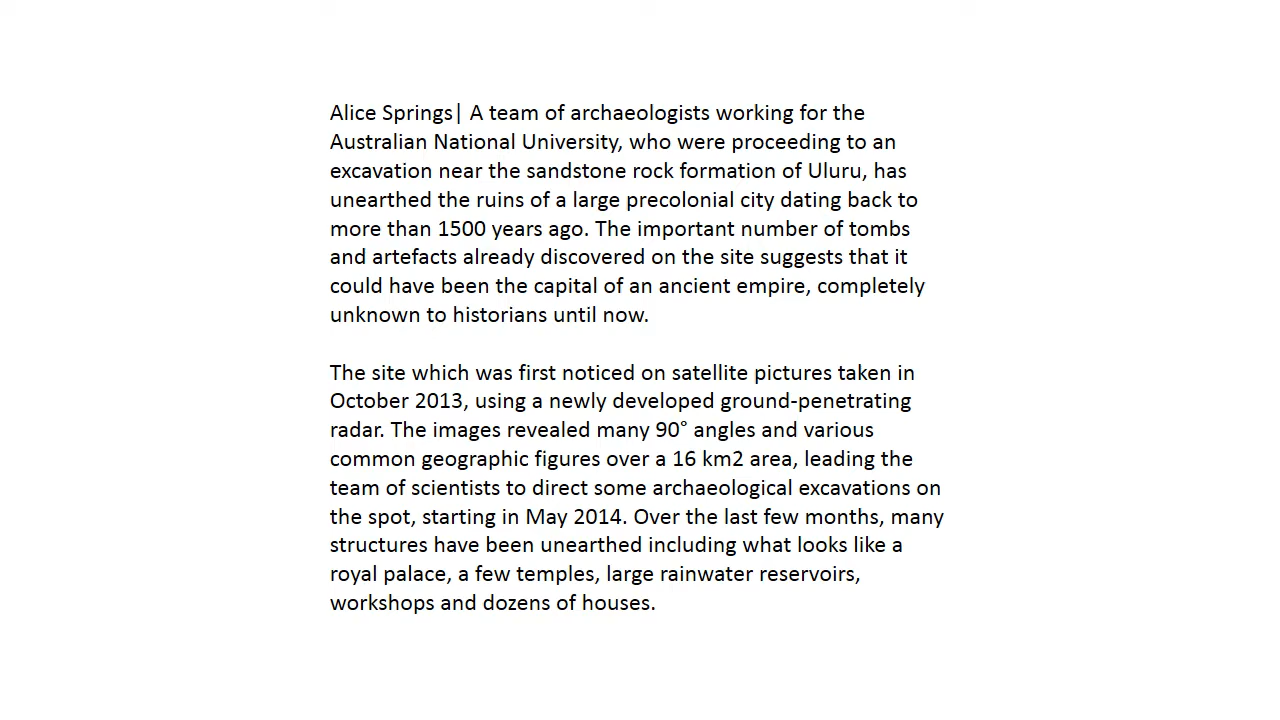 Alice Springs| A team of archaeologists working for the
Australian National University, who were proceeding to an
excavation near the sandstone rock formation of Uluru, has
unearthed the ruins of a large precolonial city dating back to
more than 1500 years ago. The important number of tombs
and artefacts already discovered on the site suggests that it
could have been the capital of an ancient empire, completely
unknown to historians until now.
The site which was first noticed on satellite pictures taken in
October 2013, using a newly developed ground-penetrating
radar. The images revealed many 90° angles and various
common geographic figures over a 16 km2 area, leading the
team of scientists to direct some archaeological excavations on
the spot, starting in May 2014. Over the last few months, many
structures have been unearthed including what looks like a
royal palace, a few temples, large rainwater reservoirs,
workshops and dozens of houses.